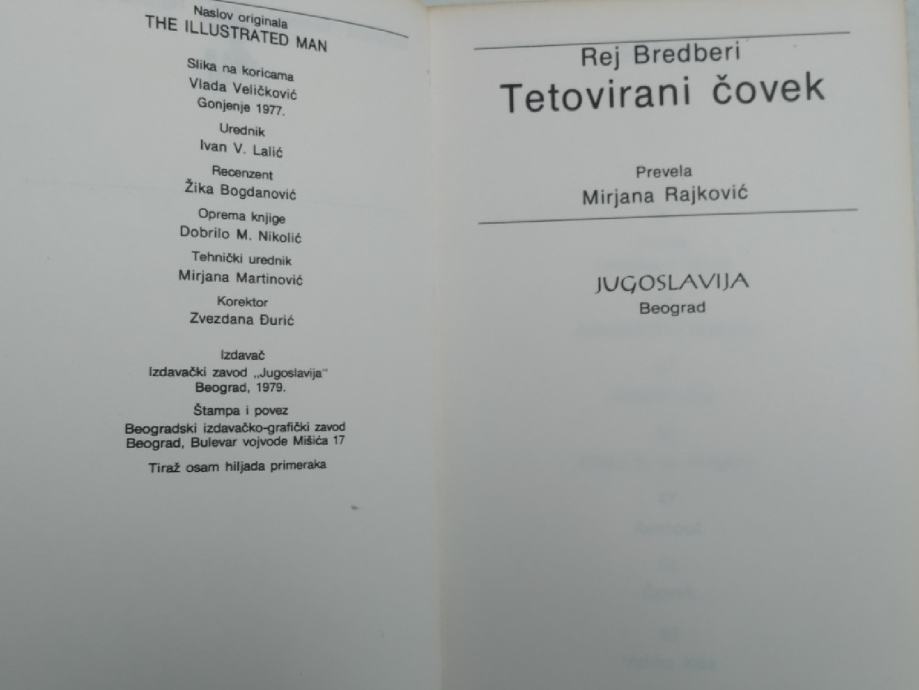 Naslov originala
THE ILLUSTRATED MAN
Slika na koricama
Vlada Veličković
Gonjenje 1977.
Urednik
Ivan V. Lalić
Recenzent
Žika Bogdanović
Oprema knjige
Dobrilo M. Nikolić
Tehnički urednik
Mirjana Martinović
Korektor
Zvezdana Đurić
Izdavač
Izdavački zavod „Jugoslavija"
Beograd, 1979.
Štampa i povez
Beogradski izdavačko-grafički zavod
Beograd, Bulevar vojvode Mišića 17
Tiraž osam hiljada primeraka
Rej Bredberi
Tetovirani čovek
Prevela
Mirjana Rajković
JUGOSLAVIJA
Beograd